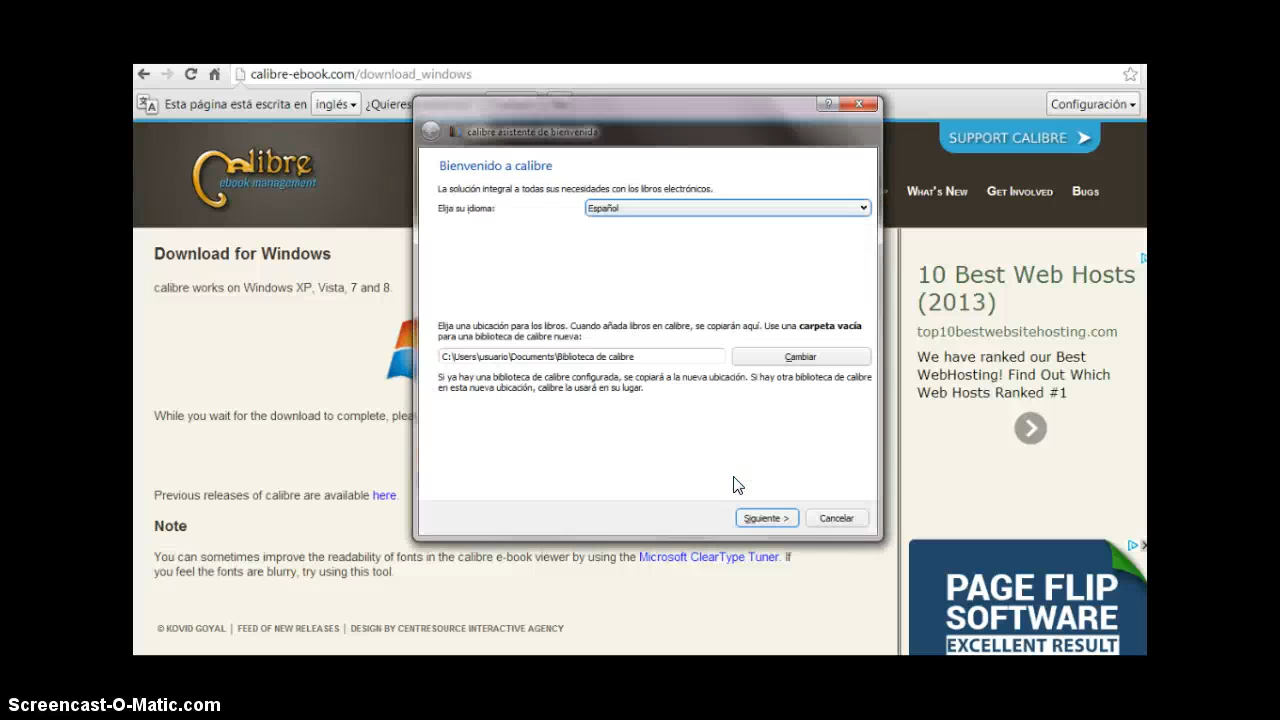 calibre-ebook.com/download_windows
Esta página está escrita en inglés ¿Quieres
Configuración
calibre asistente de bienvenida
calibre
ebook management
SUPPORT CALIBRE
WHAT'S NEW GET INVOLVED BUGS
Bienvenido a calibre
La solución integral a todas sus necesidades con los libros electrónicos.
Elija su idioma: Español
Elija una ubicación para los libros. Cuando añada libros en calibre, se copiarán aquí. Use una carpeta vacía
para una biblioteca de calibre nueva:
C:\Users\usuario\Documents\Biblioteca de calibre Cambiar
Si ya hay una biblioteca de calibre configurada, se copiará a la nueva ubicación. Si hay otra biblioteca de calibre
en esta nueva ubicación, calibre la usará en su lugar.
Siguiente > Cancelar
Download for Windows
calibre works on Windows XP, Vista, 7 and 8.
While you wait for the download to complete,
Previous releases of calibre are available here.
Note
You can sometimes improve the readability of fonts in the calibre e-book viewer by using the Microsoft ClearType Tuner. If
you feel the fonts are blurry, try using this tool.
© KOVID GOYAL | FEED OF NEW RELEASES | DESIGN BY CENTRESOURCE INTERACTIVE AGENCY
10 Best Web Hosts
(2013)
top10bestwebsitehosting.com
We have ranked our Best
WebHosting! Find Out Which
Web Hosts Ranked #1
PAGE FLIP
SOFTWARE
EXCELLENT RESULT
Screencast-O-Matic.com